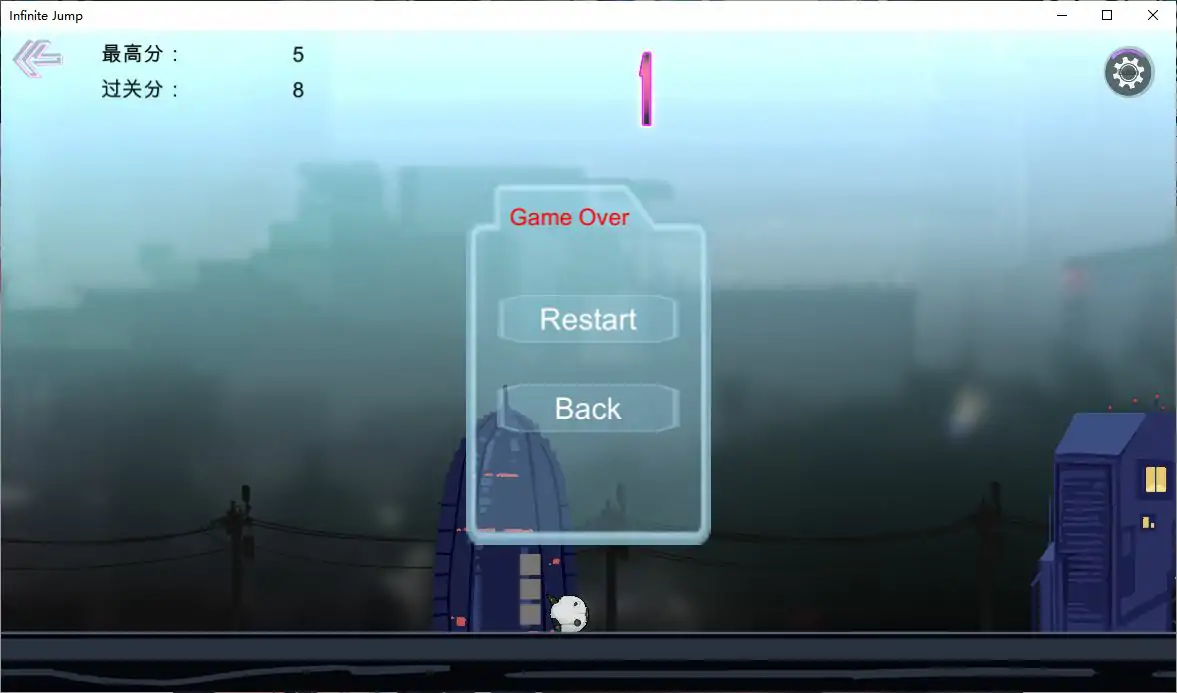 Infinite Jump
最高分： 5
过关分： 8
1
Game Over
Restart
Back